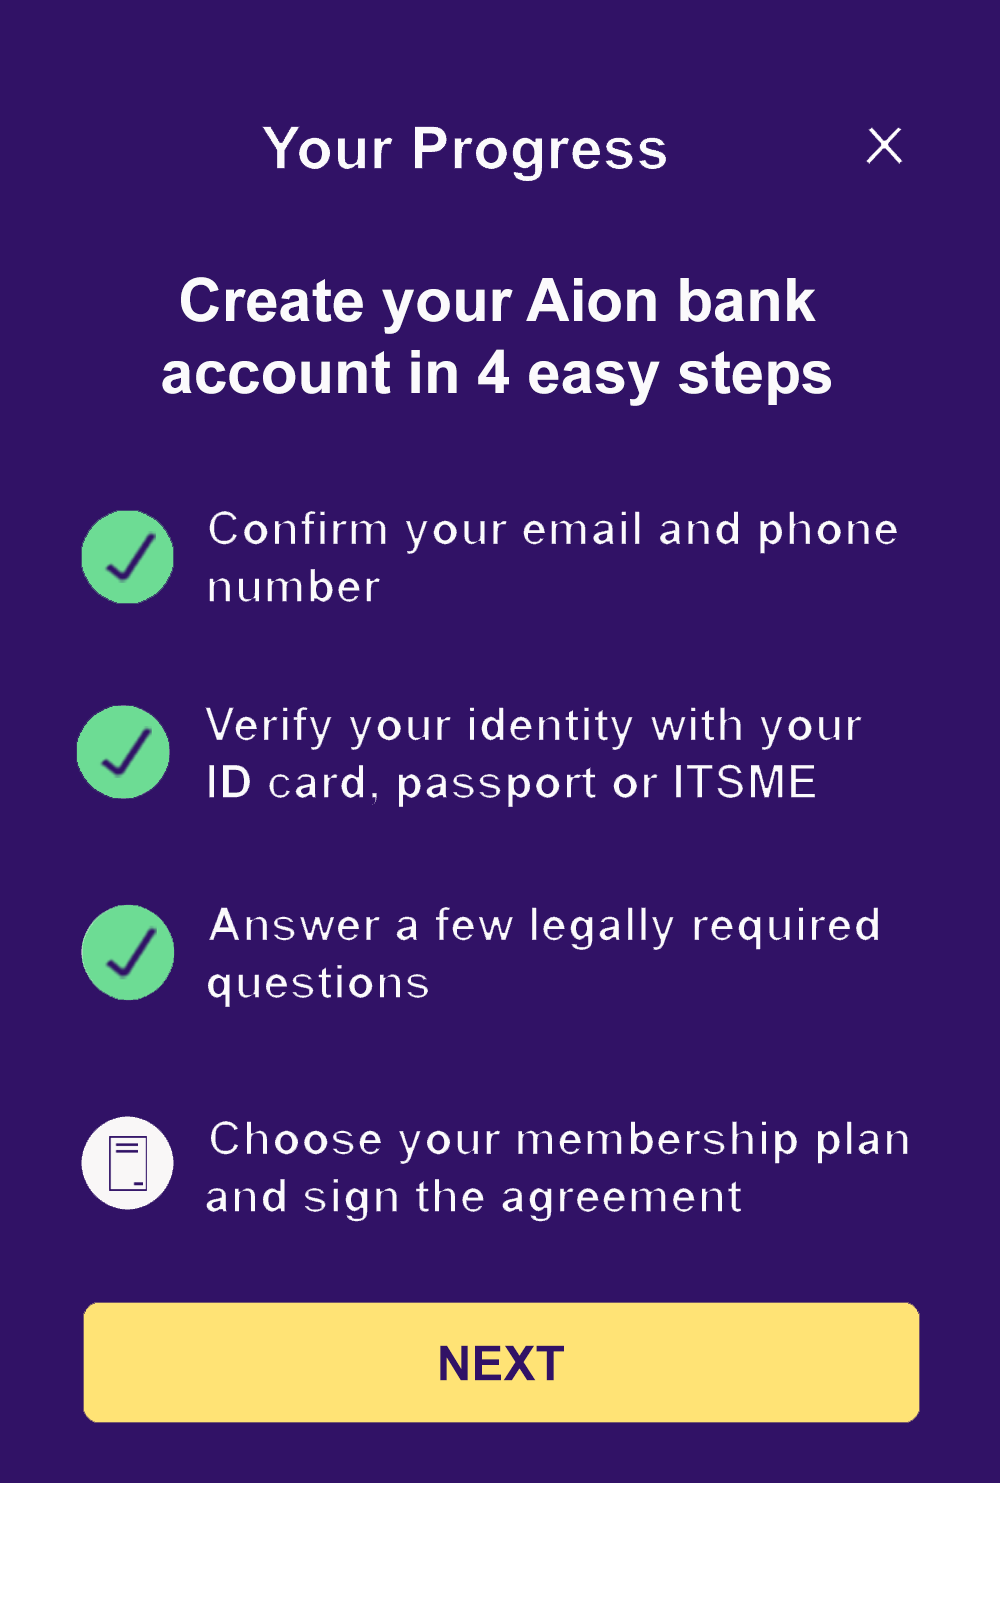 Your Progress
Create your Aion bank
account in 4 easy steps
Confirm your email and phone
number
Verify your identity with your
ID card, passport or ITSME
Answer a few legally required
questions
Choose your membership plan
and sign the agreement
NEXT